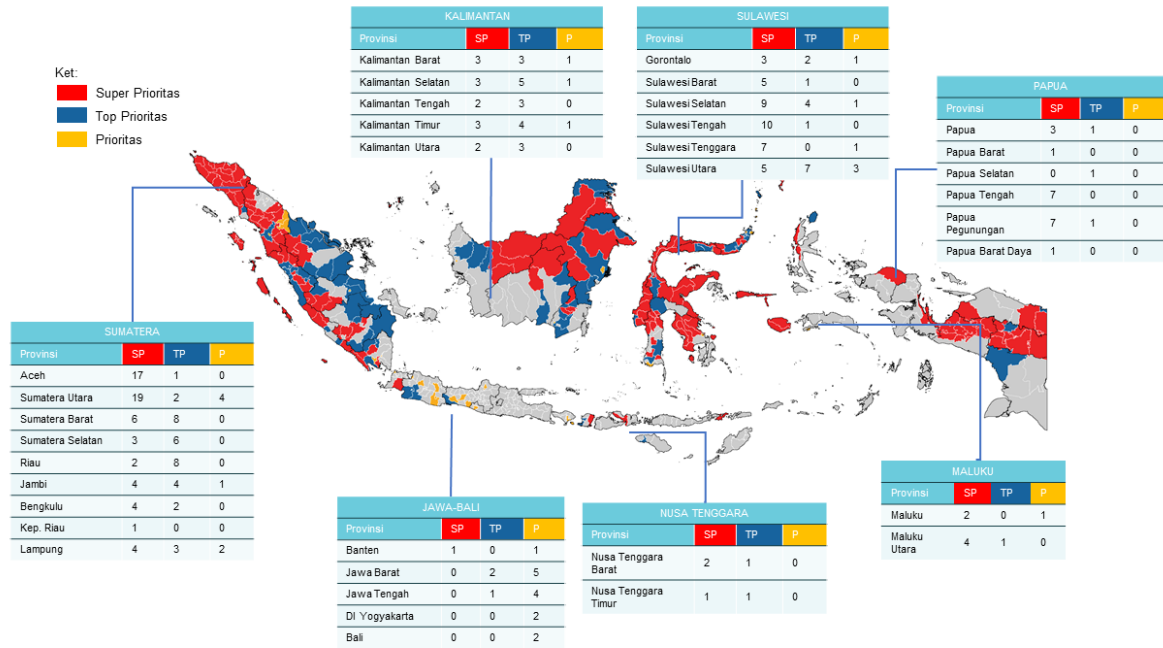 Ket:
Super Prioritas
Top Prioritas
Prioritas
KALIMANTAN
Provinsi SP TP P
Kalimantan Barat 3 3 1
Kalimantan Selatan 3 5 1
Kalimantan Tengah 2 3 0
Kalimantan Timur 3 4 1
Kalimantan Utara 2 3 0
SULAWESI
Provinsi SP TP P
Gorontalo 3 2 1
Sulawesi Barat 5 1 0
Sulawesi Selatan 9 4 1
Sulawesi Tengah 10 1 0
Sulawesi Tenggara 7 0 1
Sulawesi Utara 5 7 3
PAPUA
Provinsi SP TP P
Papua 3 1 0
Papua Barat 1 0 0
Papua Selatan 0 1 0
Papua Tengah 7 0 0
Papua
Pegunungan 7 1 0
Papua Barat Daya 1 0 0
SUMATERA
Provinsi SP TP P
Aceh 17 1 0
Sumatera Utara 19 2 4
Sumatera Barat 6 8 0
Sumatera Selatan 3 6 0
Riau 2 8 0
Jambi 4 4 1
Bengkulu 4 2 0
Kep. Riau 1 0 0
Lampung 4 3 2
JAWA-BALI
Provinsi SP TP P
Banten 1 0 1
Jawa Barat 0 2 5
Jawa Tengah 0 1 4
DI Yogyakarta 0 0 2
Bali 0 0 2
NUSA TENGGARA
Provinsi SP TP P
Nusa Tenggara
Barat 2 1 0
Nusa Tenggara
Timur 1 1 0
MALUKU
Provinsi SP TP P
Maluku 2 0 1
Maluku
Utara 4 1 0